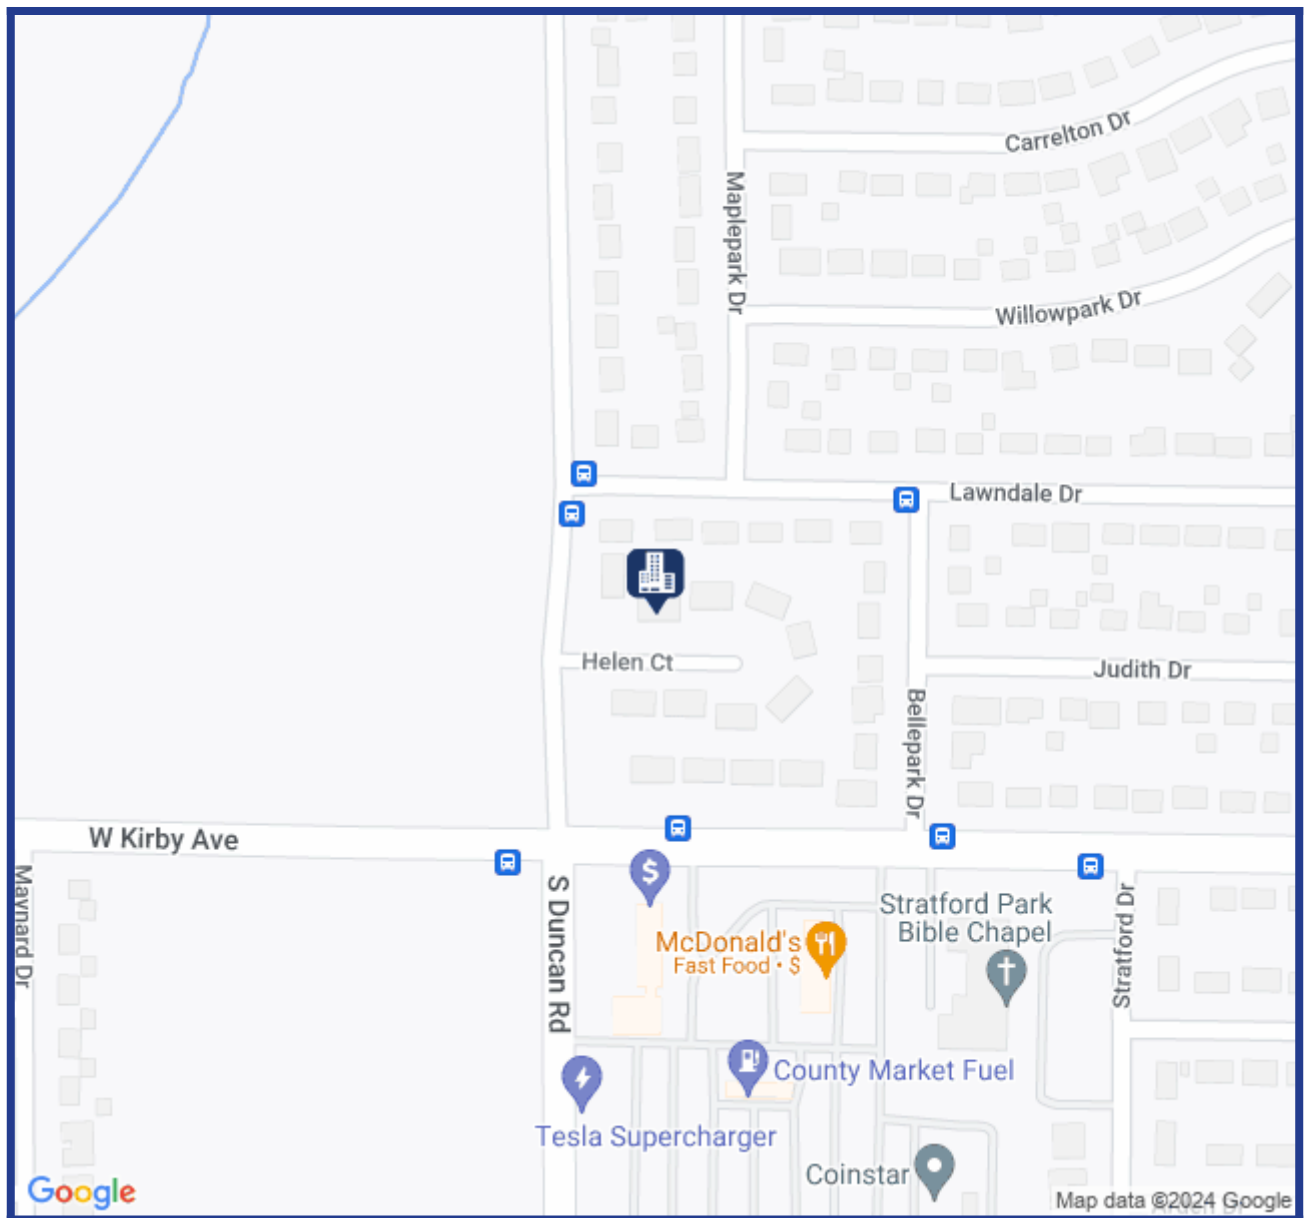 Carrelton Dr
Maplepark Dr
Willowpark Dr
Lawndale Dr
Helen Ct
Judith Dr
Bellepark Dr
W Kirby Ave
Maynard Dr
S Duncan Rd
$
Stratford Park
Bible Chapel
Stratford Dr
McDonald's
Fast Food • $
County Market Fuel
Tesla Supercharger
Coinstar
Google
Map data ©2024 Google